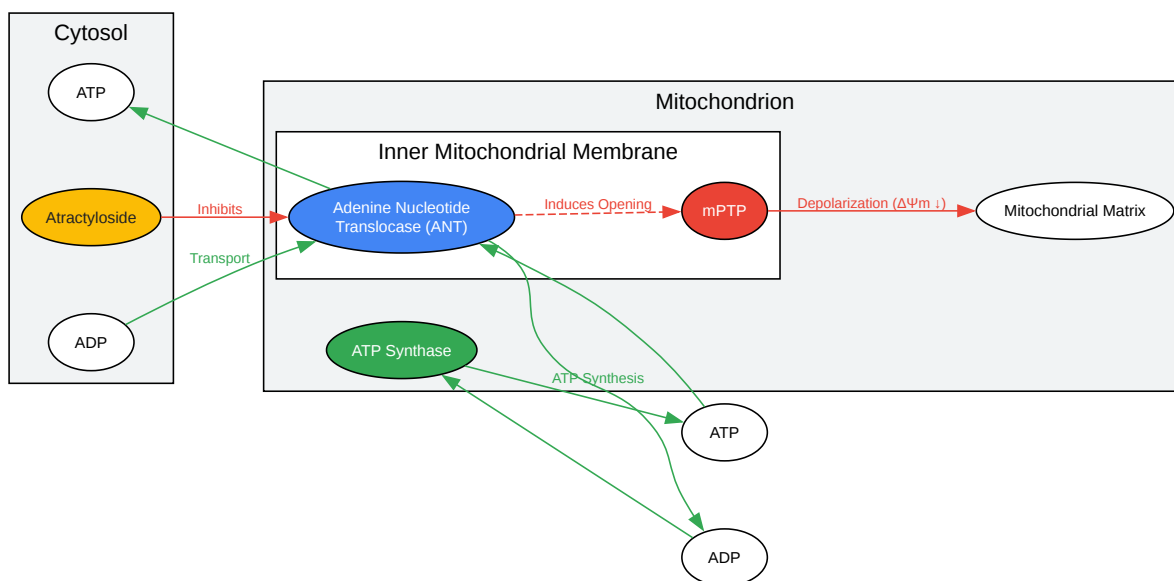 Cytosol
ATP
Mitochondrion
Inner Mitochondrial Membrane
Atractyloside
Inhibits
Adenine Nucleotide
Translocase (ANT)
Induces Opening
mPTP
Depolarization (ΔΨm ↓)
Mitochondrial Matrix
Transport
ADP
ATP Synthase
ATP Synthesis
ATP
ADP